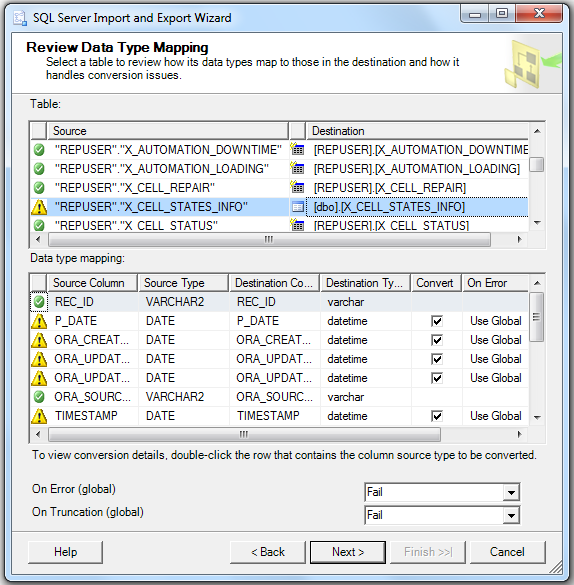 SQL Server Import and Export Wizard
Review Data Type Mapping
Select a table to review how its data types map to those in the destination and how it
handles conversion issues.
Table:
Source Destination
"REPUSER"."X_AUTOMATION_DOWNTIME" [REPUSER].[X_AUTOMATION_DOWNTIME
"REPUSER"."X_AUTOMATION_LOADING" [REPUSER].[X_AUTOMATION_LOADING]
"REPUSER"."X_CELL_REPAIR" [REPUSER].[X_CELL_REPAIR]
"REPUSER"."X_CELL_STATES_INFO" [dbo].[X_CELL_STATES_INFO]
"REPUSER"."X_CELL_STATUS" [REPUSER].[X_CELL_STATUS]
Data type mapping:
Source Column Source Type Destination Co... Destination Ty... Convert On Error
REC_ID VARCHAR2 REC_ID varchar
P_DATE DATE P_DATE datetime Use Global
ORA_CREAT... DATE ORA_CREAT... datetime Use Global
ORA_UPDAT... DATE ORA_UPDAT... datetime Use Global
ORA_UPDAT... DATE ORA_UPDAT... datetime Use Global
ORA_SOURC... VARCHAR2 ORA_SOURC... varchar
TIMESTAMP DATE TIMESTAMP datetime Use Global
To view conversion details, double-click the row that contains the column source type to be converted.
On Error (global) Fail
On Truncation (global) Fail
Help < Back Next > Finish >>| Cancel